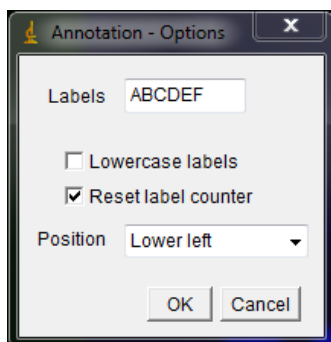 Annotation - Options
x
Labels ABCDEF
Lowercase labels
Reset label counter
Position Lower left
OK Cancel